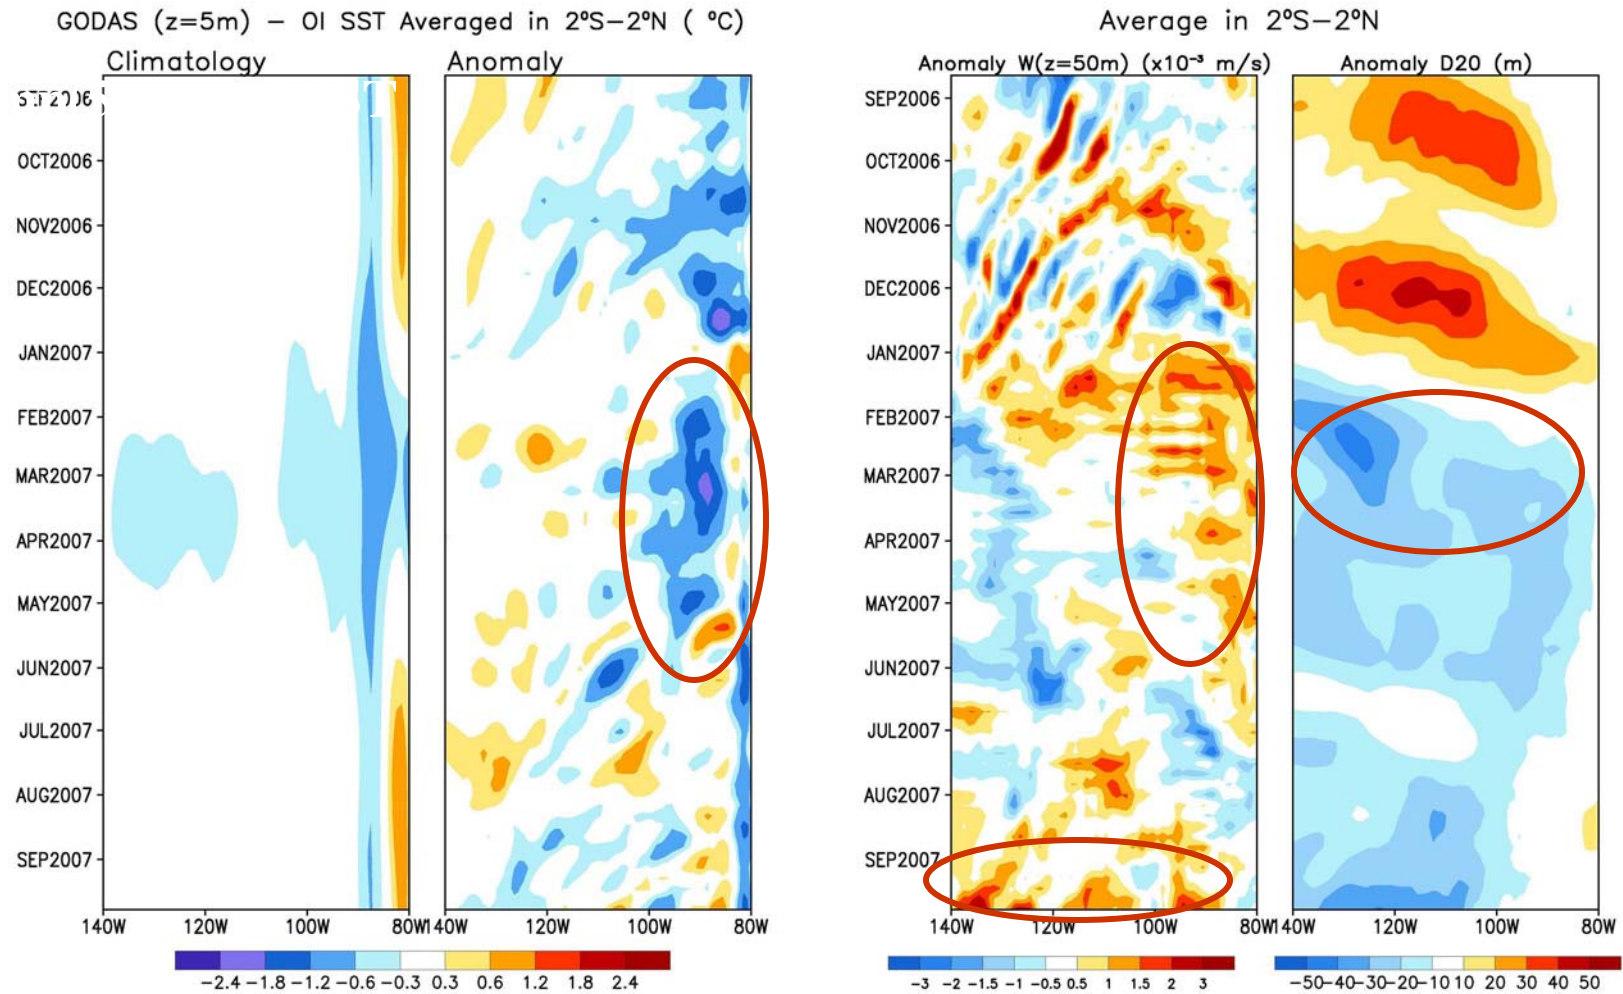 GODAS (z=5m) – OI SST Averaged in 2°S–2°N ( °C)
Average in 2°S–2°N
Climatology
Anomaly
Anomaly W(z=50m) (x10⁻³ m/s)
Anomaly D20 (m)
SEP2006
OCT2006
NOV2006
DEC2006
JAN2007
FEB2007
MAR2007
APR2007
MAY2007
JUN2007
JUL2007
AUG2007
SEP2007
SEP2006
OCT2006
NOV2006
DEC2006
JAN2007
FEB2007
MAR2007
APR2007
MAY2007
JUN2007
JUL2007
AUG2007
SEP2007
140W 120W 100W 80W
140W 120W 100W 80W
140W 120W 100W 80W
140W 120W 100W 80W
−2.4 −1.8 −1.2 −0.6 −0.3 0.3 0.6 1.2 1.8 2.4
−3 −2 −1.5 −1 −0.5 0.5 1 1.5 2 3
−50 −40 −30 −20 −10 10 20 30 40 50